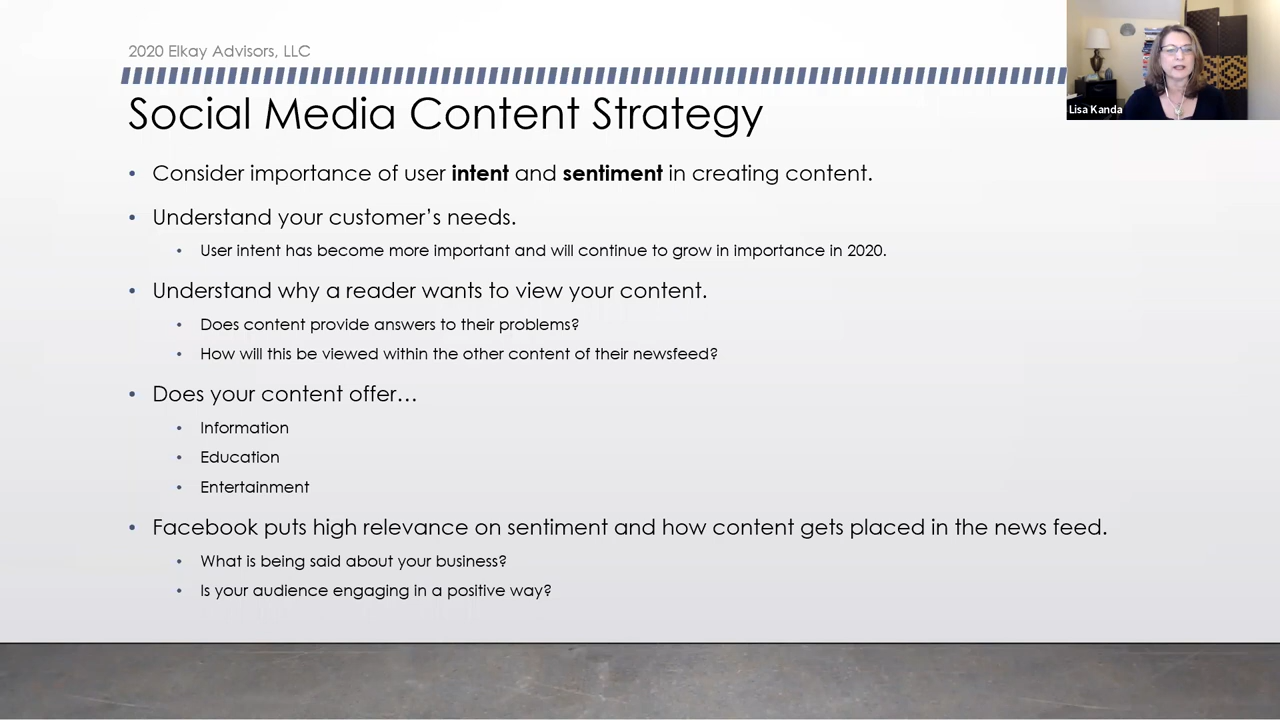 2020 Elkay Advisors, LLC
Lisa Kanda
Social Media Content Strategy
• Consider importance of user intent and sentiment in creating content.
• Understand your customer’s needs.
• User intent has become more important and will continue to grow in importance in 2020.
• Understand why a reader wants to view your content.
• Does content provide answers to their problems?
• How will this be viewed within the other content of their newsfeed?
• Does your content offer…
• Information
• Education
• Entertainment
• Facebook puts high relevance on sentiment and how content gets placed in the news feed.
• What is being said about your business?
• Is your audience engaging in a positive way?